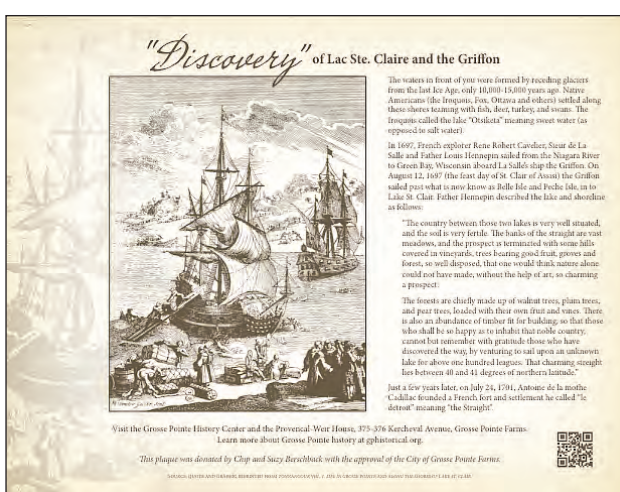 "Discovery" of Lac Ste. Claire and the Griffon
The waters in front of you were formed by receding glaciers
from the last Ice Age, only 10,000-15,000 years ago. Native
Americans (the Iroquois, Fox, Ottawa and others) settled along
these shores teaming with fish, deer, turkey, and swans. The
Iroquois called the lake "Otsiketa" meaning sweet water (as
opposed to salt water).
In 1697, French explorer Rene Robert Cavelier, Sieur de La
Salle and Father Louis Hennepin sailed from the Niagara River
to Green Bay, Wisconsin aboard La Salle's ship the Griffon. On
August 12, 1697 (the feast day of St. Clair of Assisi) the Griffon
sailed past what is now know as Belle Isle and Peche Isle, in to
Lake St. Clair. Father Hennepin described the lake and shoreline
as follows:
"The country between those two lakes is very well situated,
and the soil is very fertile. The banks of the straight are vast
meadows, and the prospect is terminated with some hills
covered in vineyards, trees bearing good fruit, groves and
forest, so well disposed, that one would think nature alone
could not have made, without the help of art, so charming
a prospect.
The forests are chiefly made up of walnut trees, plum trees,
and pear trees, loaded with their own fruit and vines. There
is also an abundance of timber fit for building; so that those
who shall be so happy as to inhabit that noble country,
cannot but remember with gratitude those who have
discovered the way, by venturing to sail upon an unknown
lake for above one hundred leagues. That charming streight
lies between 40 and 41 degrees of northern latitude."
Just a few years later, on July 24, 1701, Antoine de la mothe
Cadillac founded a French fort and settlement he called "le
detroit" meaning "the Straight".
Visit the Grosse Pointe History Center and the Provencal-Weir House, 375-376 Kercheval Avenue, Grosse Pointe Farms.
Learn more about Grosse Pointe history at gphistorical.org.
This plaque was donated by Clop and Suzy Berschback with the approval of the City of Grosse Pointe Farms.